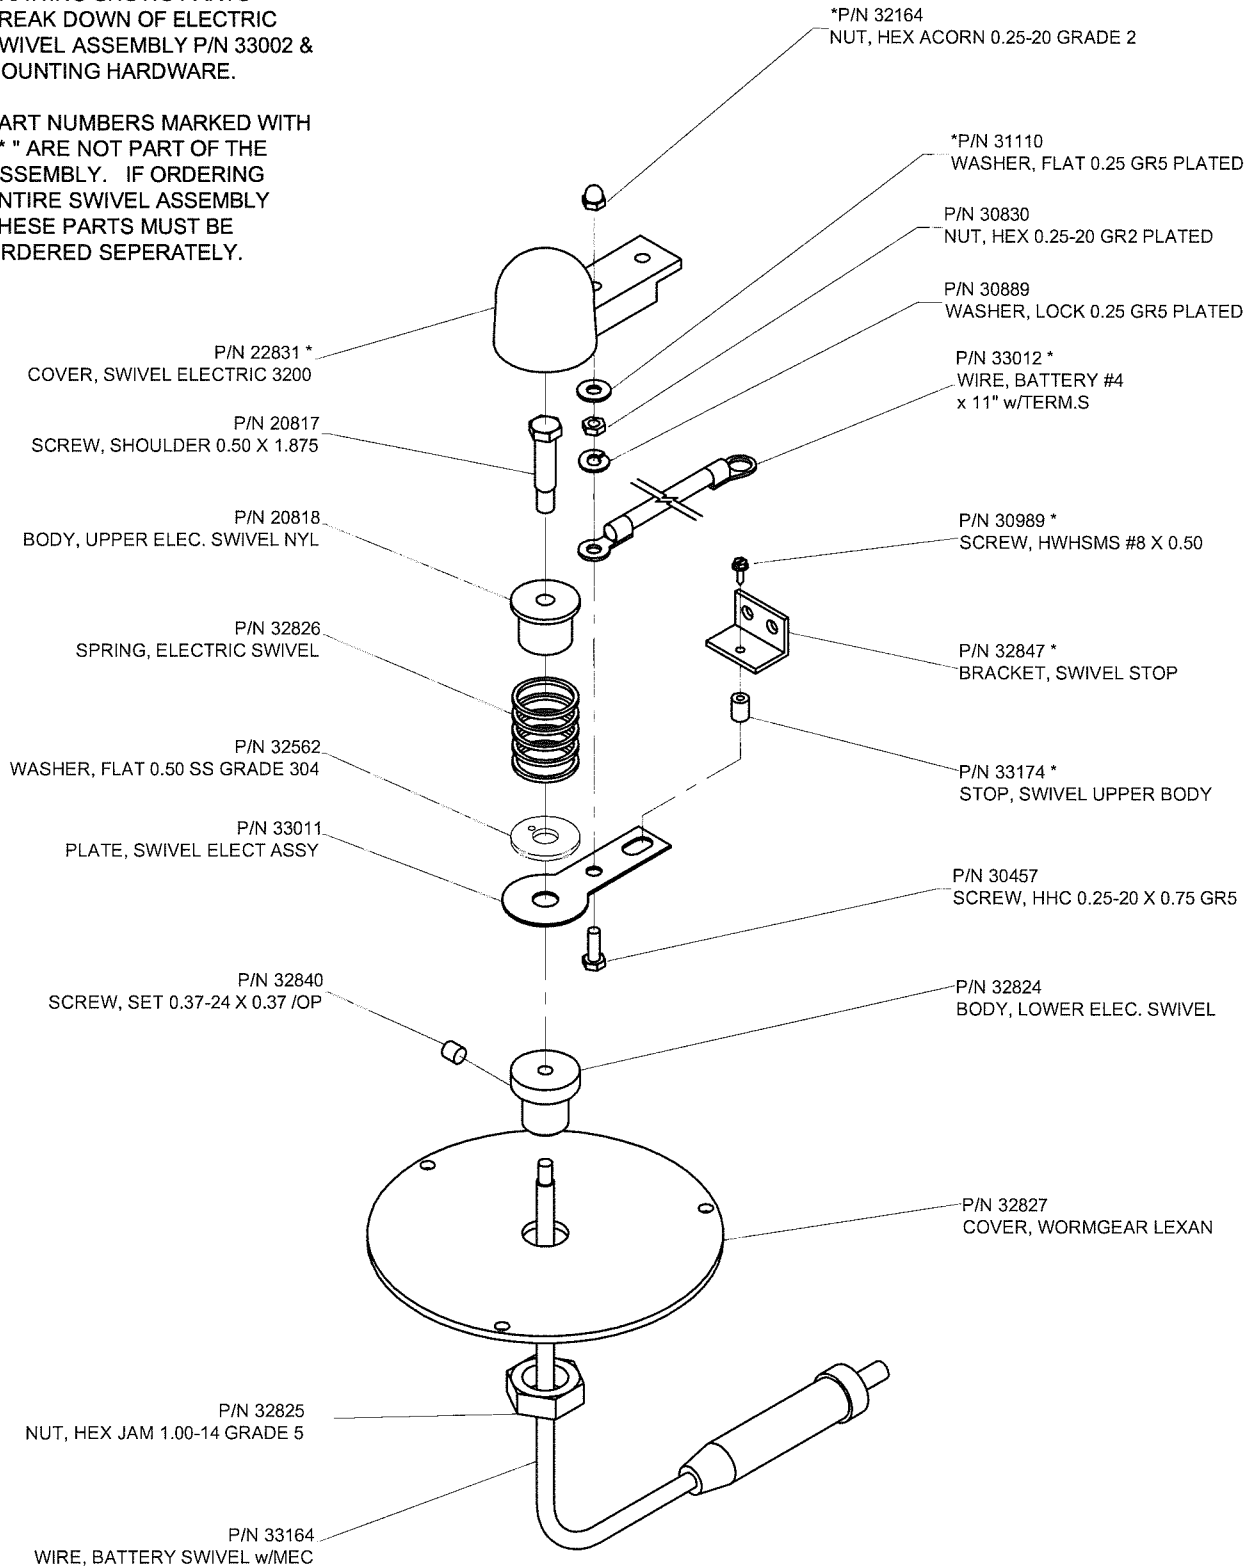 REAK DOWN OF ELECTRIC
WIVEL ASSEMBLY P/N 33002 &
OUNTING HARDWARE.
ART NUMBERS MARKED WITH
* " ARE NOT PART OF THE
SSEMBLY. IF ORDERING
NTIRE SWIVEL ASSEMBLY
HESE PARTS MUST BE
RDERED SEPERATELY.
*P/N 32164
NUT, HEX ACORN 0.25-20 GRADE 2
*P/N 31110
WASHER, FLAT 0.25 GR5 PLATED
P/N 30830
NUT, HEX 0.25-20 GR2 PLATED
P/N 30889
WASHER, LOCK 0.25 GR5 PLATED
P/N 22831 *
COVER, SWIVEL ELECTRIC 3200
P/N 33012 *
WIRE, BATTERY #4
x 11" w/TERM.S
P/N 20817
SCREW, SHOULDER 0.50 X 1.875
P/N 20818
BODY, UPPER ELEC. SWIVEL NYL
P/N 30989 *
SCREW, HWHSMS #8 X 0.50
P/N 32826
SPRING, ELECTRIC SWIVEL
P/N 32847 *
BRACKET, SWIVEL STOP
P/N 32562
WASHER, FLAT 0.50 SS GRADE 304
P/N 33174 *
STOP, SWIVEL UPPER BODY
P/N 33011
PLATE, SWIVEL ELECT ASSY
P/N 30457
SCREW, HHC 0.25-20 X 0.75 GR5
P/N 32840
SCREW, SET 0.37-24 X 0.37 /OP
P/N 32824
BODY, LOWER ELEC. SWIVEL
P/N 32827
COVER, WORMGEAR LEXAN
P/N 32825
NUT, HEX JAM 1.00-14 GRADE 5
P/N 33164
WIRE, BATTERY SWIVEL w/MEC